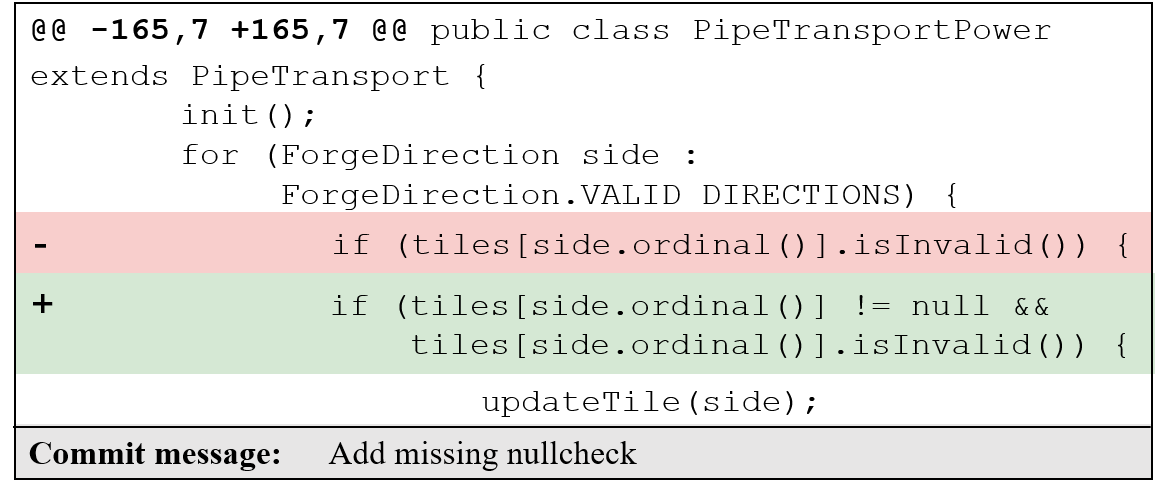 @@ -165,7 +165,7 @@ public class PipeTransportPower
extends PipeTransport {
init();
for (ForgeDirection side :
ForgeDirection.VALID DIRECTIONS) {
- if (tiles[side.ordinal()].isInvalid()) {
+ if (tiles[side.ordinal()] != null &&
tiles[side.ordinal()].isInvalid()) {
updateTile(side);
Commit message: Add missing nullcheck